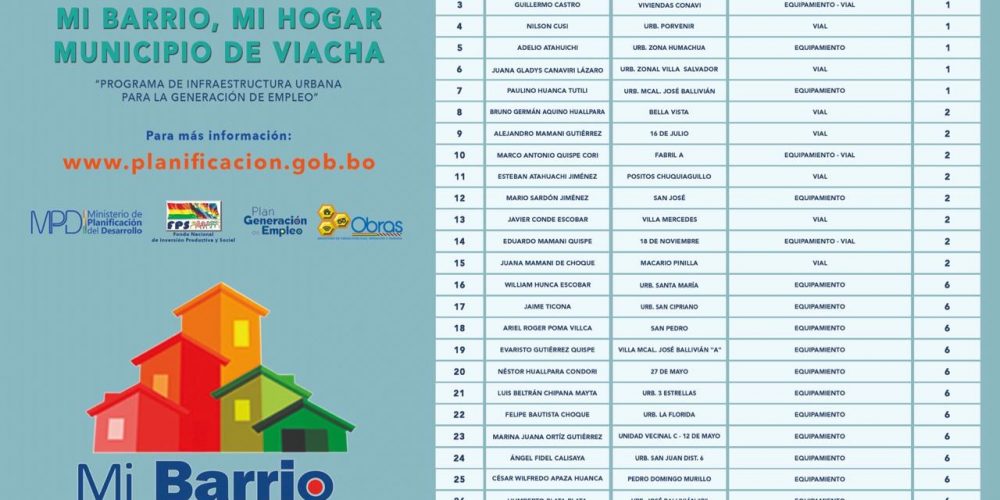 MI BARRIO, MI HOGAR
MUNICIPIO DE VIACHA
“PROGRAMA DE INFRAESTRUCTURA URBANA
PARA LA GENERACIÓN DE EMPLEO”
Para más información:
www.planificacion.gob.bo
MPD Ministerio de
Planificación
del Desarrollo
FPS
Fondo Nacional
de Inversión Productiva y Social
Plan
Generación
de Empleo
Obras
Mi Barrio
3 GUILLERMO CASTRO VIVIENDAS CONAVI EQUIPAMIENTO - VIAL 1
4 NILSON CUSI URB. PORVENIR VIAL 1
5 ADELIO ATAHUICHI URB. ZONA HUMACHUA EQUIPAMIENTO 1
6 JUANA GLADYS CANAVIRI LÁZARO URB. ZONAL VILLA SALVADOR VIAL 1
7 PAULINO HUANCA TUTILI URB. MCAL. JOSÉ BALLIVIÁN EQUIPAMIENTO 1
8 BRUNO GERMÁN AQUINO HUALLPARA BELLA VISTA VIAL 2
9 ALEJANDRO MAMANI GUTIÉRREZ 16 DE JULIO VIAL 2
10 MARCO ANTONIO QUISPE CORI FABRIL A EQUIPAMIENTO - VIAL 2
11 ESTEBAN ATAHUACHI JIMÉNEZ POSITOS CHUQUIAGUILLO VIAL 2
12 MARIO SARDÓN JIMÉNEZ SAN JOSÉ EQUIPAMIENTO 2
13 JAVIER CONDE ESCOBAR VILLA MERCEDES VIAL 2
14 EDUARDO MAMANI QUISPE 18 DE NOVIEMBRE EQUIPAMIENTO - VIAL 2
15 JUANA MAMANI DE CHOQUE MACARIO PINILLA VIAL 2
16 WILLIAM HUNCA ESCOBAR URB. SANTA MARÍA EQUIPAMIENTO 6
17 JAIME TICONA URB. SAN CIPRIANO EQUIPAMIENTO 6
18 ARIEL ROGER POMA VILLCA SAN PEDRO EQUIPAMIENTO 6
19 EVARISTO GUTIÉRREZ QUISPE VILLA MCAL. JOSÉ BALLIVIÁN "A" EQUIPAMIENTO 6
20 NÉSTOR HUALLPARA CONDORI 27 DE MAYO EQUIPAMIENTO 6
21 LUIS BELTRÁN CHIPANA MAYTA URB. 3 ESTRELLAS EQUIPAMIENTO 6
22 FELIPE BAUTISTA CHOQUE URB. LA FLORIDA EQUIPAMIENTO 6
23 MARINA JUANA ORTÍZ GUTIÉRREZ UNIDAD VECINAL C - 12 DE MAYO EQUIPAMIENTO 6
24 ÁNGEL FIDEL CALISAYA URB. SAN JUAN DIST. 6 EQUIPAMIENTO 6
25 CÉSAR WILFREDO APAZA HUANCA PEDRO DOMINGO MURILLO EQUIPAMIENTO 6